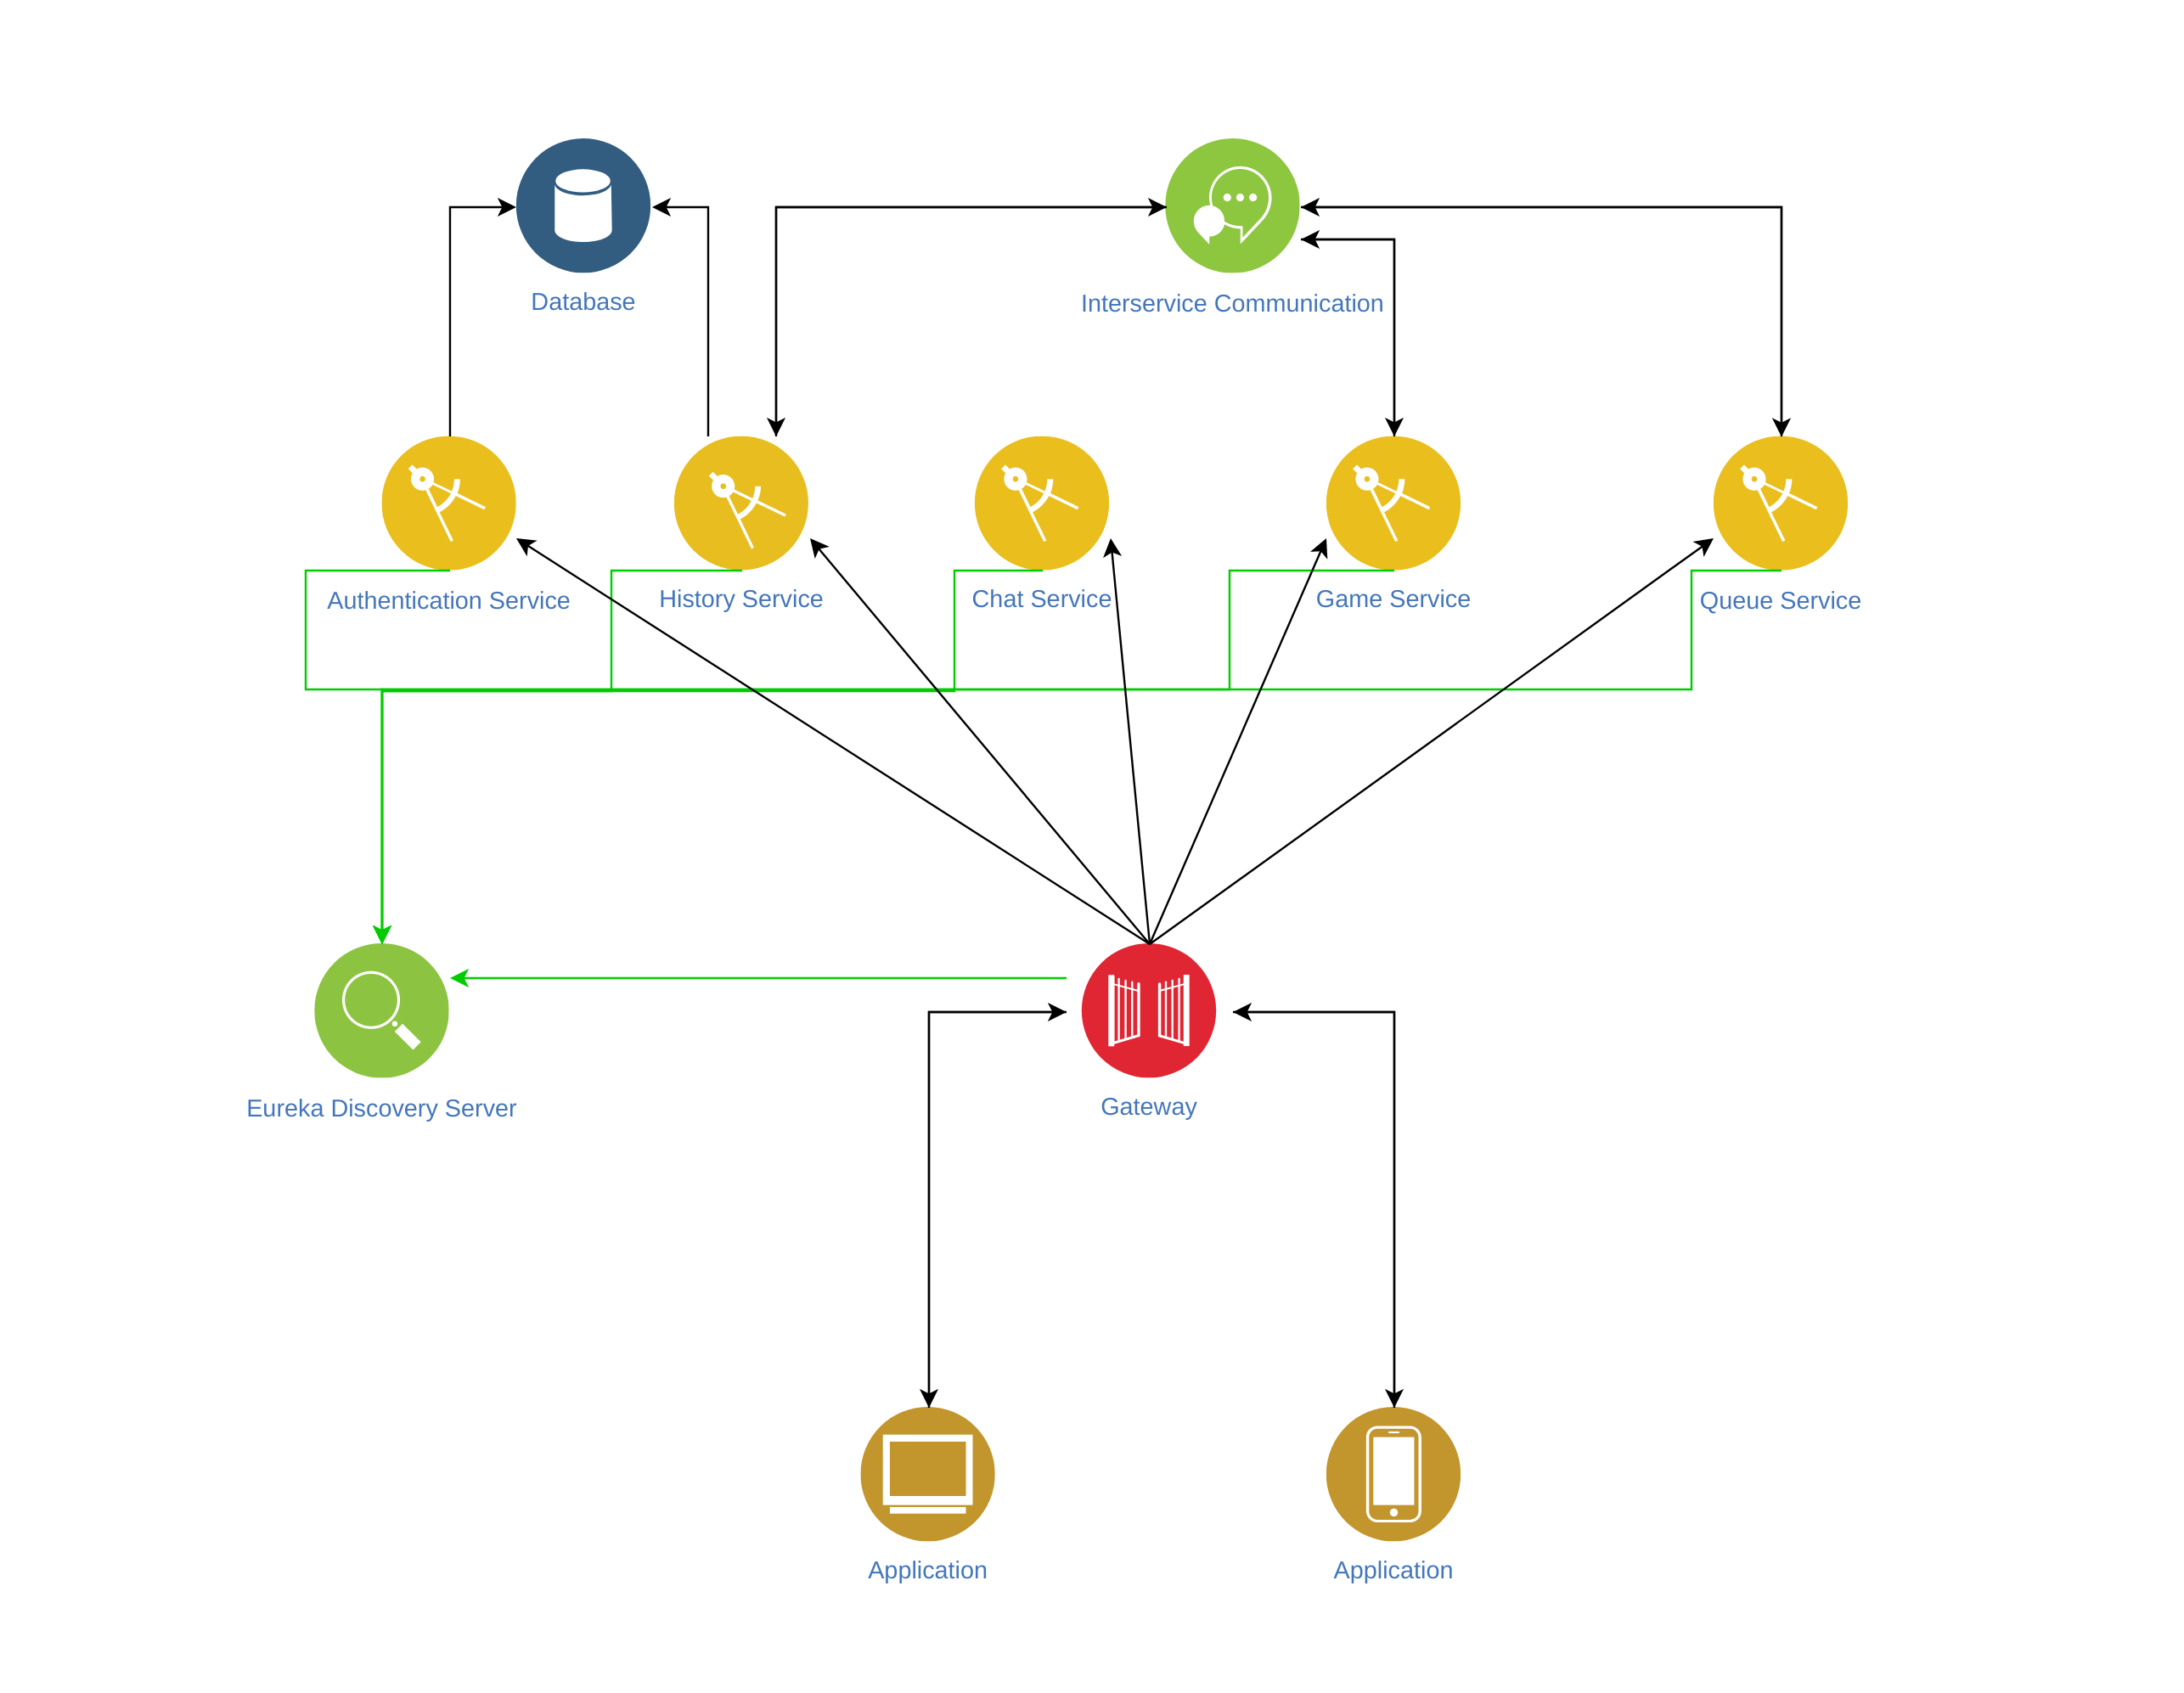 Database
Interservice Communication
Authentication Service
History Service
Chat Service
Game Service
Queue Service
Eureka Discovery Server
Gateway
Application
Application